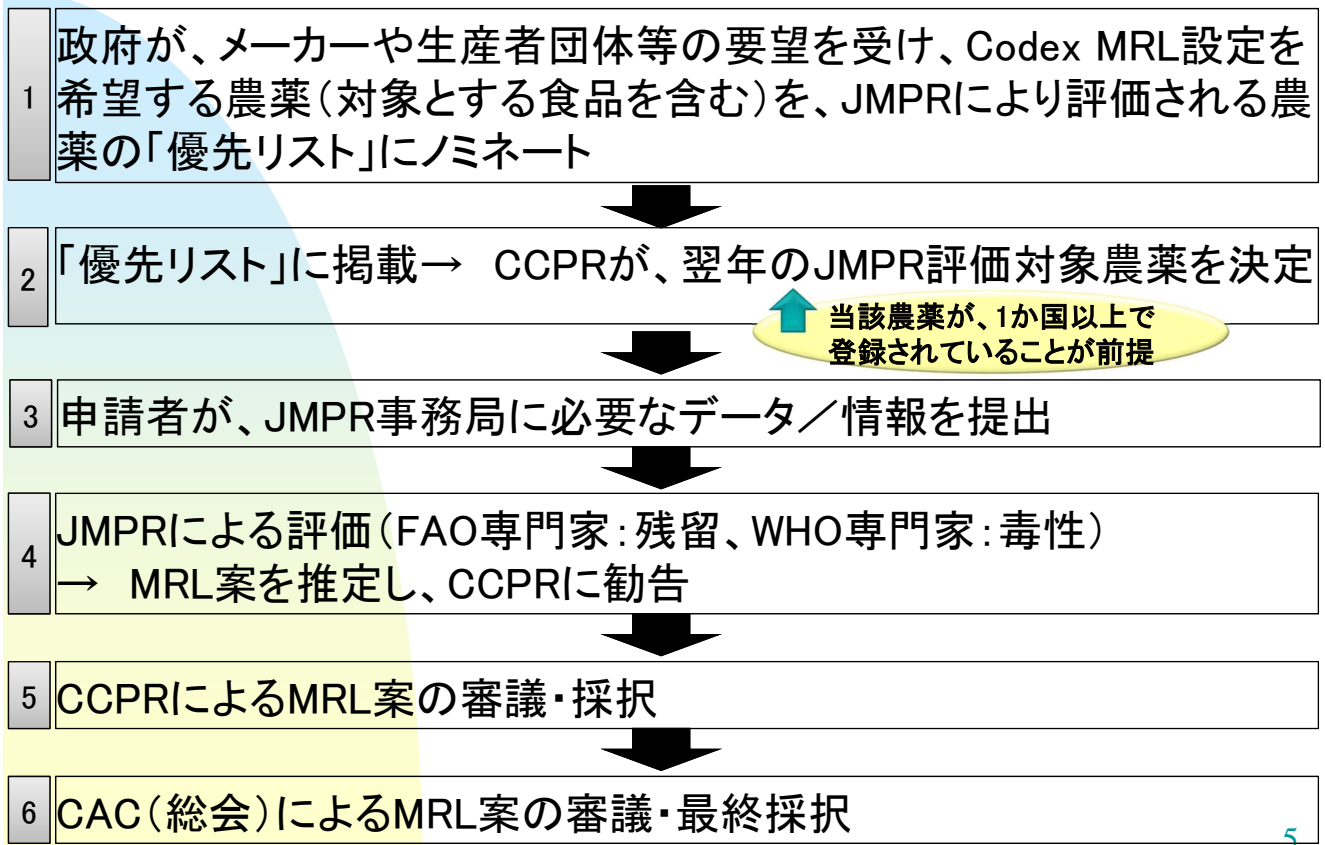 1
政府が、メーカーや生産者団体等の要望を受け、Codex MRL設定を
希望する農薬(対象とする食品を含む)を、JMPRにより評価される農
薬の「優先リスト」にノミネート
2
「優先リスト」に掲載→ CCPRが、翌年のJMPR評価対象農薬を決定
当該農薬が、1か国以上で
登録されていることが前提
3
申請者が、JMPR事務局に必要なデータ/情報を提出
4
JMPRによる評価(FAO専門家:残留、WHO専門家:毒性)
→ MRL案を推定し、CCPRに勧告
5
CCPRによるMRL案の審議・採択
6
CAC(総会)によるMRL案の審議・最終採択
5